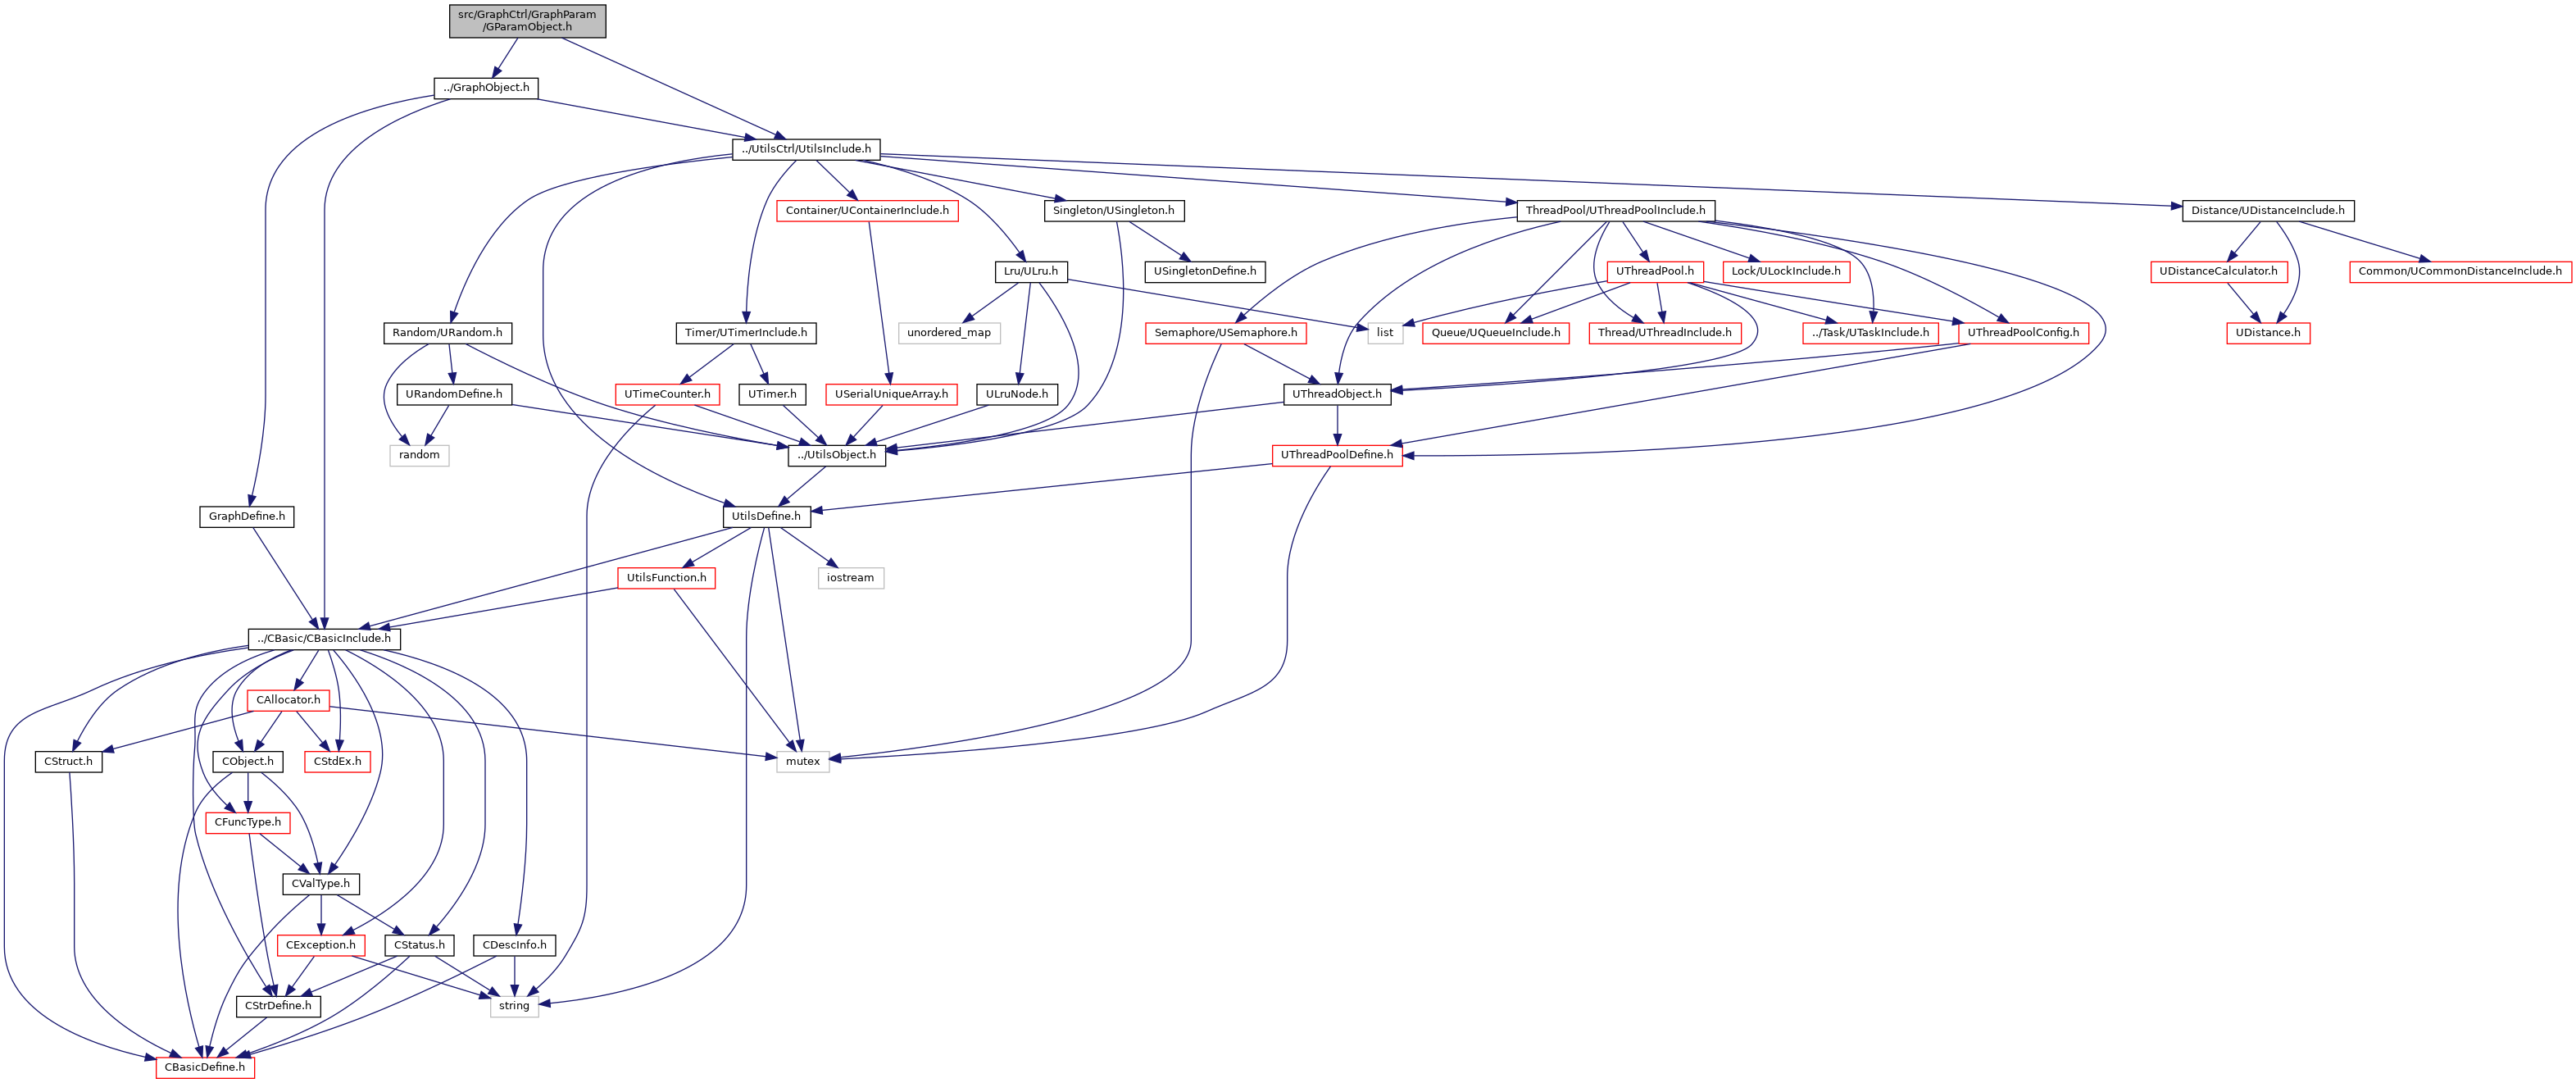 src/GraphCtrl/GraphParam
/GParamObject.h
../GraphObject.h
../UtilsCtrl/UtilsInclude.h
Container/UContainerInclude.h
Singleton/USingleton.h
ThreadPool/UThreadPoolInclude.h
Distance/UDistanceInclude.h
Lru/ULru.h
USingletonDefine.h
UThreadPool.h
Lock/ULockInclude.h
UDistanceCalculator.h
Common/UCommonDistanceInclude.h
Random/URandom.h
Timer/UTimerInclude.h
unordered_map
Semaphore/USemaphore.h
list
Queue/UQueueInclude.h
Thread/UThreadInclude.h
../Task/UTaskInclude.h
UThreadPoolConfig.h
UDistance.h
URandomDefine.h
UTimeCounter.h
UTimer.h
USerialUniqueArray.h
ULruNode.h
UThreadObject.h
random
../UtilsObject.h
UThreadPoolDefine.h
GraphDefine.h
UtilsDefine.h
UtilsFunction.h
iostream
../CBasic/CBasicInclude.h
CAllocator.h
CStruct.h
CObject.h
CStdEx.h
mutex
CFuncType.h
CValType.h
CException.h
CStatus.h
CDescInfo.h
CStrDefine.h
string
CBasicDefine.h